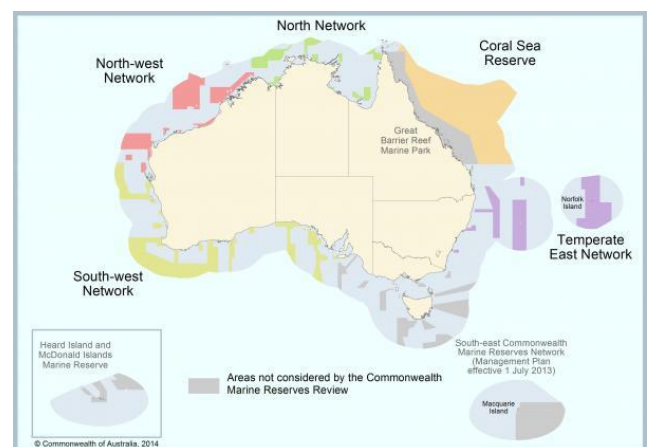 North Network
North-west
Network
Coral Sea
Reserve
Great
Barrier Reef
Marine Park
Norfolk
Island
Temperate
East Network
South-west
Network
Heard Island and
McDonald Islands
Marine Reserve
South-east Commonwealth
Marine Reserves Network
(Management Plan
effective 1 July 2013)
Areas not considered by the Commonwealth
Marine Reserves Review
Macquarie
Island
© Commonwealth of Australia, 2014